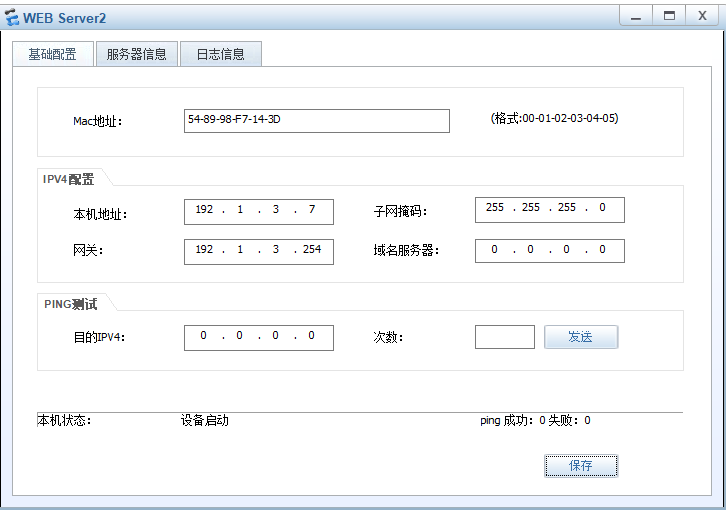 WEB Server2
基础配置 服务器信息 日志信息
Mac地址: 54-89-98-F7-14-3D (格式:00-01-02-03-04-05)
IPV4配置
本机地址: 192 . 1 . 3 . 7 子网掩码: 255 . 255 . 255 . 0
网关: 192 . 1 . 3 . 254 域名服务器: 0 . 0 . 0 . 0
PING测试
目的IPV4: 0 . 0 . 0 . 0 次数: 发送
本机状态: 设备启动 ping 成功: 0 失败: 0
保存